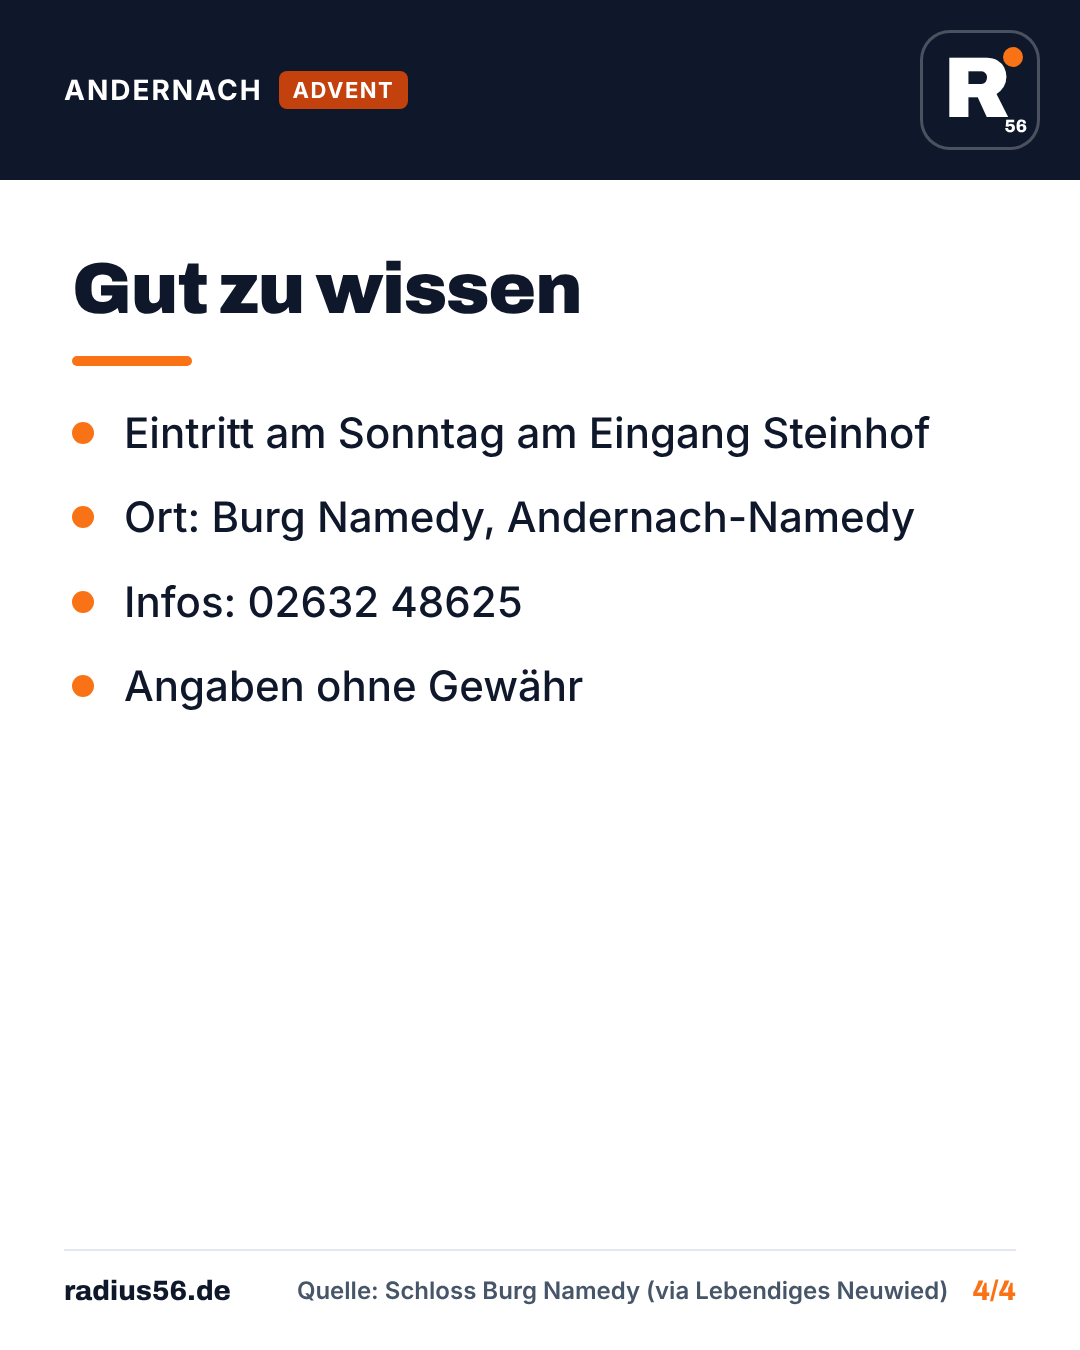 ANDERNACH ADVENT
R
56
Gut zu wissen
Eintritt am Sonntag am Eingang Steinhof
Ort: Burg Namedy, Andernach-Namedy
Infos: 02632 48625
Angaben ohne Gewähr
radius56.de Quelle: Schloss Burg Namedy (via Lebendiges Neuwied) 4/4